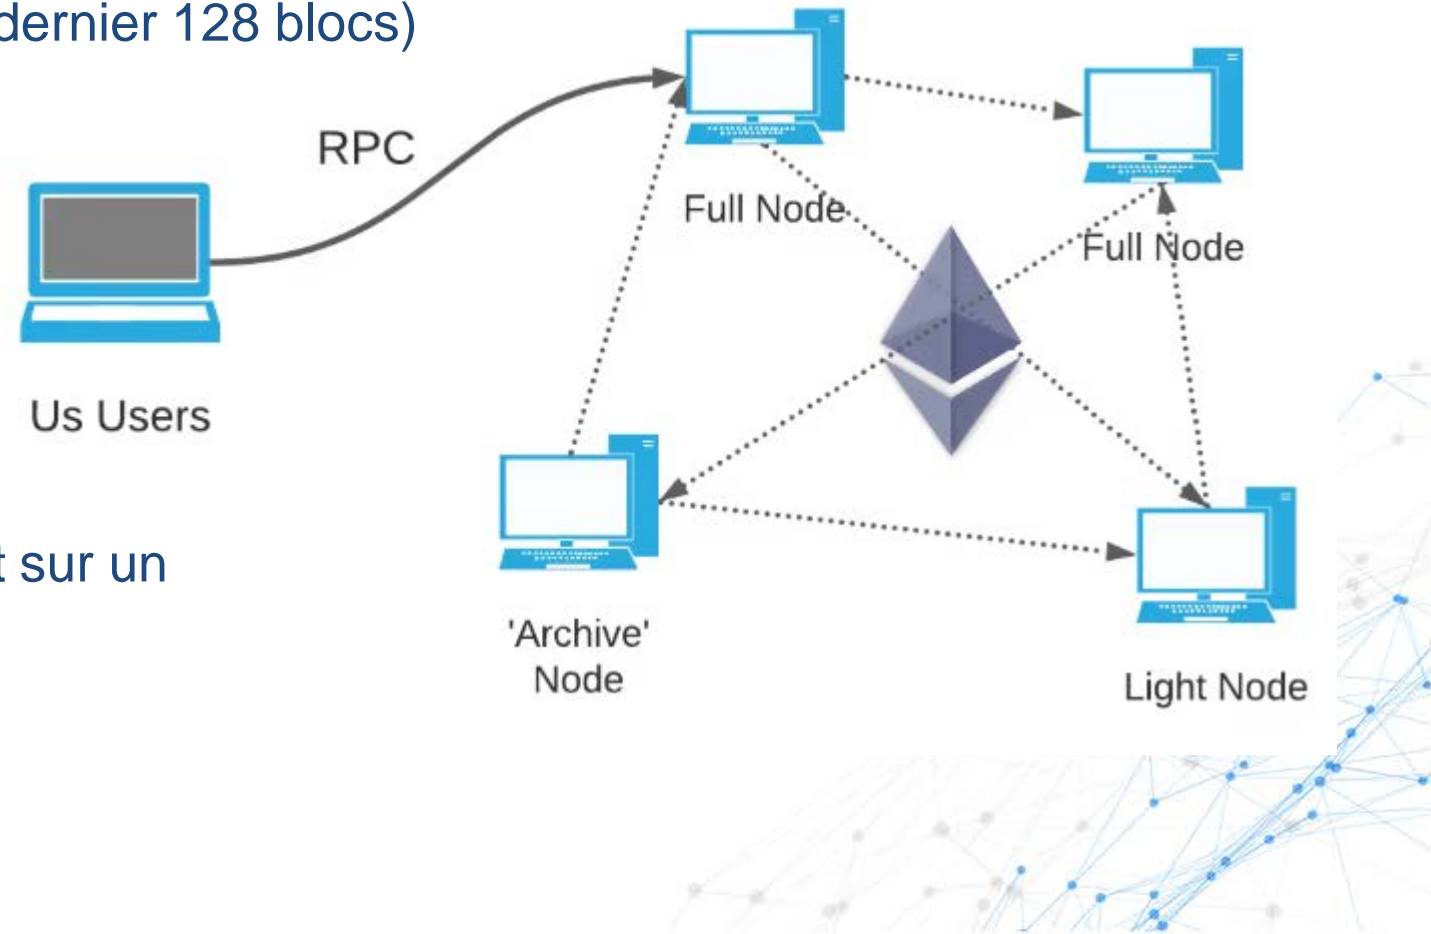 dernier 128 blocs)
RPC
Full Node
Full Node
Us Users
t sur un
'Archive'
Node
Light Node